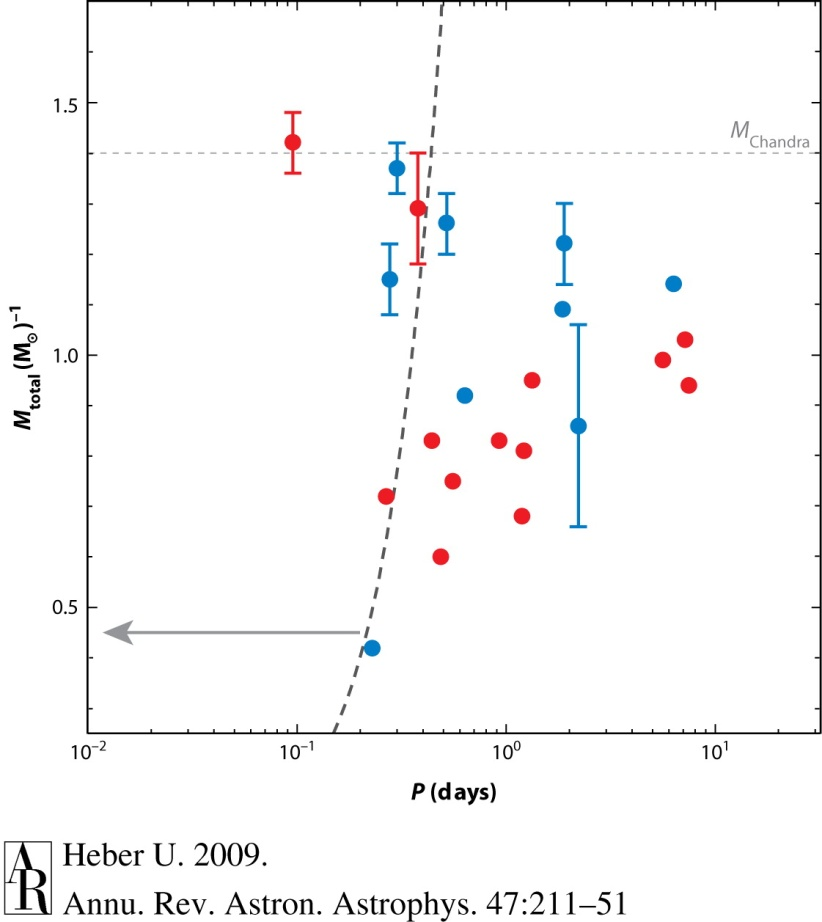 1.5
M_Chandra
1.0
0.5
M_total (M_⊙)^−1
10^−2 10^−1 10^0 10^1
P (days)
AR
Heber U. 2009.
Annu. Rev. Astron. Astrophys. 47:211–51